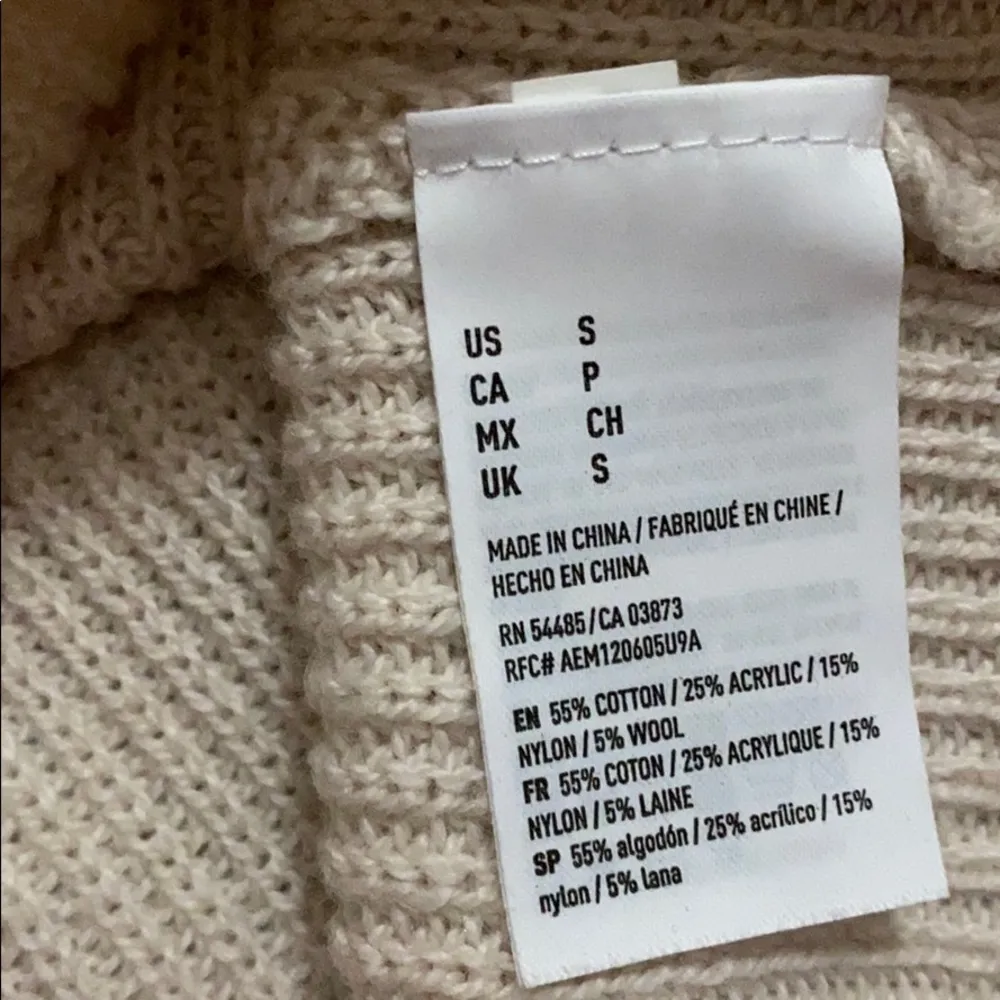 US S
CA P
MX CH
UK S
MADE IN CHINA / FABRIQUÉ EN CHINE /
HECHO EN CHINA
RN 54485 / CA 03873
RFC# AEM120605U9A
EN 55% COTTON / 25% ACRYLIC / 15%
NYLON / 5% WOOL
FR 55% COTON / 25% ACRYLIQUE / 15%
NYLON / 5% LAINE
SP 55% algodón / 25% acrílico / 15%
nylon / 5% lana